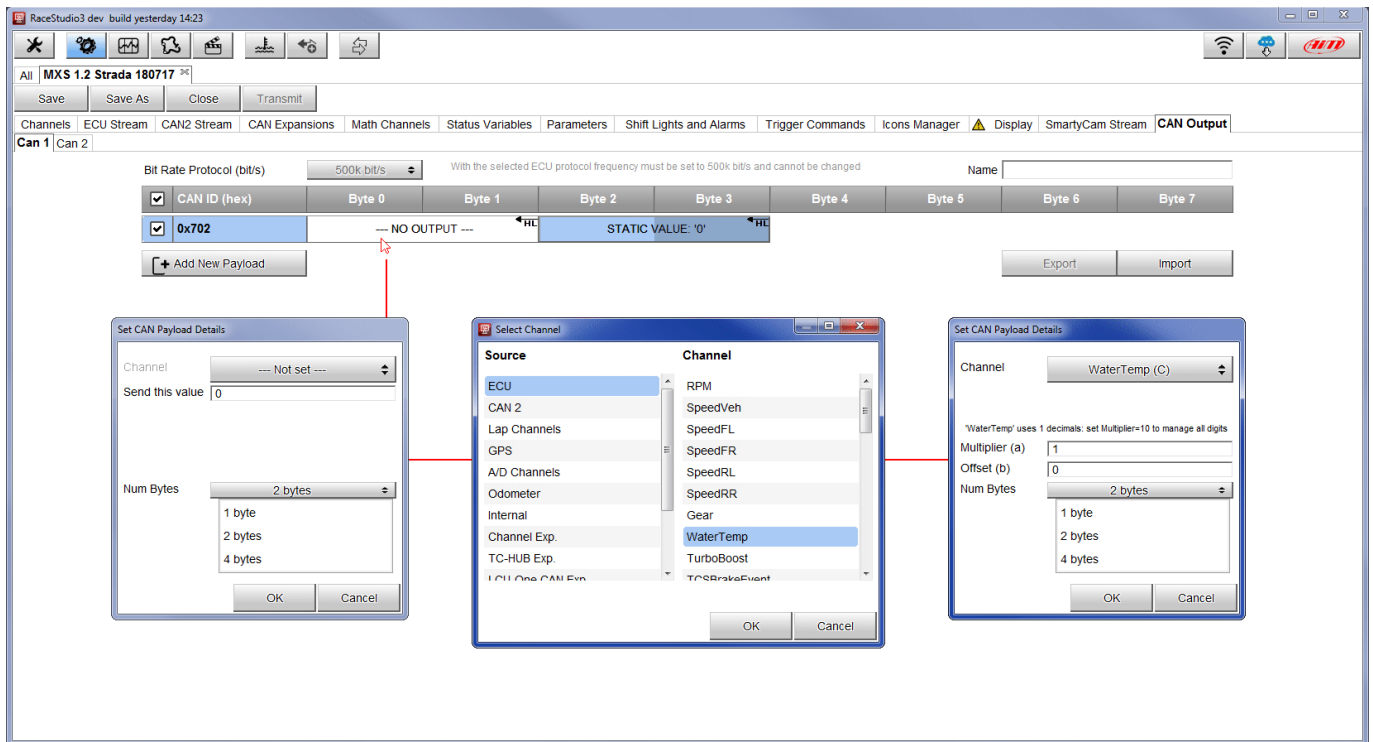 RaceStudio3 dev build yesterday 14:23
AiM
All MXS 1.2 Strada 180717
Save Save As Close Transmit
Channels ECU Stream CAN2 Stream CAN Expansions Math Channels Status Variables Parameters Shift Lights and Alarms Trigger Commands Icons Manager Display SmartyCam Stream CAN Output
Can 1 Can 2
Bit Rate Protocol (bit/s) 500k bit/s With the selected ECU protocol frequency must be set to 500k bit/s and cannot be changed Name
CAN ID (hex) Byte 0 Byte 1 Byte 2 Byte 3 Byte 4 Byte 5 Byte 6 Byte 7
0x702 --- NO OUTPUT --- HL STATIC VALUE: '0' HL
Add New Payload Export Import
Set CAN Payload Details
Channel --- Not set ---
Send this value 0
Num Bytes 2 bytes
1 byte
2 bytes
4 bytes
OK Cancel
Select Channel
Source Channel
ECU RPM
CAN 2 SpeedVeh
Lap Channels SpeedFL
GPS SpeedFR
A/D Channels SpeedRL
Odometer SpeedRR
Internal Gear
Channel Exp. WaterTemp
TC-HUB Exp. TurboBoost
LCU One CAN Exp TCSBrakeEvent
OK Cancel
Set CAN Payload Details
Channel WaterTemp (C)
'WaterTemp' uses 1 decimals: set Multiplier=10 to manage all digits
Multiplier (a) 1
Offset (b) 0
Num Bytes 2 bytes
1 byte
2 bytes
4 bytes
OK Cancel